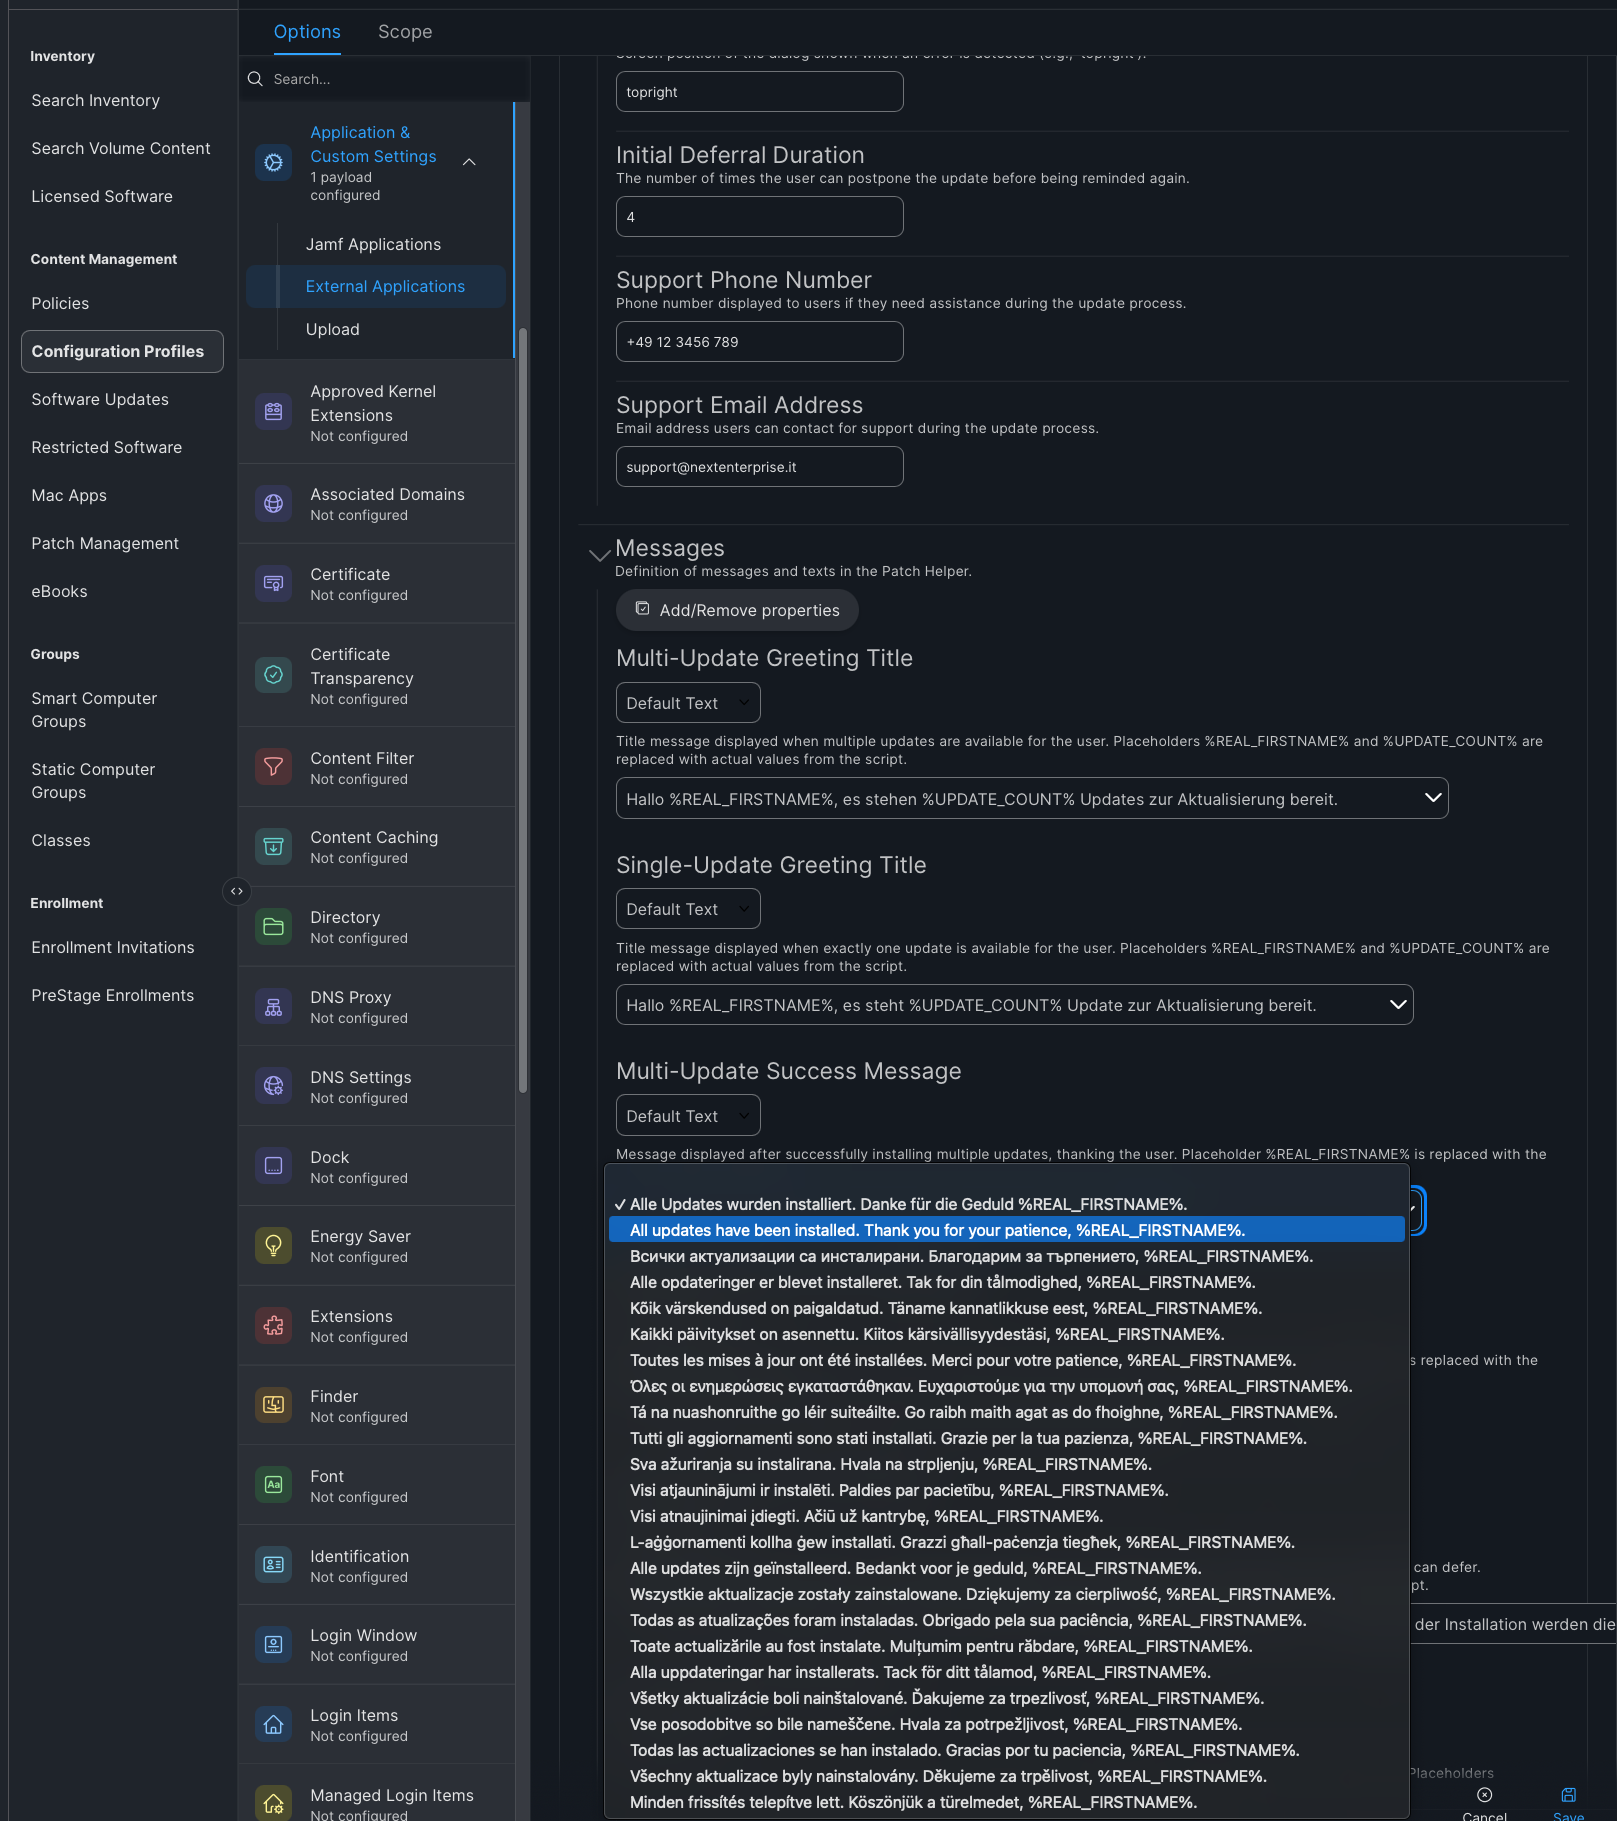 Inventory
Search Inventory
Search Volume Content
Licensed Software
Content Management
Policies
Configuration Profiles
Software Updates
Restricted Software
Mac Apps
Patch Management
eBooks
Groups
Smart Computer
Groups
Static Computer
Groups
Classes
Enrollment
Enrollment Invitations
PreStage Enrollments
Options
Scope
Search...
Application &
Custom Settings
1 payload
configured
Jamf Applications
External Applications
Upload
Approved Kernel
Extensions
Not configured
Associated Domains
Not configured
Certificate
Not configured
Certificate
Transparency
Not configured
Content Filter
Not configured
Content Caching
Not configured
Directory
Not configured
DNS Proxy
Not configured
DNS Settings
Not configured
Dock
Not configured
Energy Saver
Not configured
Extensions
Not configured
Finder
Not configured
Font
Not configured
Identification
Not configured
Login Window
Not configured
Login Items
Not configured
Managed Login Items
Not configured
Screen position of the dialog shown when an error is detected (e.g., 'topright').
topright
Initial Deferral Duration
The number of times the user can postpone the update before being reminded again.
4
Support Phone Number
Phone number displayed to users if they need assistance during the update process.
+49 12 3456 789
Support Email Address
Email address users can contact for support during the update process.
support@nextenterprise.it
Messages
Definition of messages and texts in the Patch Helper.
Add/Remove properties
Multi-Update Greeting Title
Default Text
Title message displayed when multiple updates are available for the user. Placeholders %REAL_FIRSTNAME% and %UPDATE_COUNT% are
replaced with actual values from the script.
Hallo %REAL_FIRSTNAME%, es stehen %UPDATE_COUNT% Updates zur Aktualisierung bereit.
Single-Update Greeting Title
Default Text
Title message displayed when exactly one update is available for the user. Placeholders %REAL_FIRSTNAME% and %UPDATE_COUNT% are
replaced with actual values from the script.
Hallo %REAL_FIRSTNAME%, es steht %UPDATE_COUNT% Update zur Aktualisierung bereit.
Multi-Update Success Message
Default Text
Message displayed after successfully installing multiple updates, thanking the user. Placeholder %REAL_FIRSTNAME% is replaced with the
✓ Alle Updates wurden installiert. Danke für die Geduld %REAL_FIRSTNAME%.
All updates have been installed. Thank you for your patience, %REAL_FIRSTNAME%.
Всички актуализации са инсталирани. Благодарим за търпението, %REAL_FIRSTNAME%.
Alle opdateringer er blevet installeret. Tak for din tålmodighed, %REAL_FIRSTNAME%.
Kõik värskendused on paigaldatud. Täname kannatlikkuse eest, %REAL_FIRSTNAME%.
Kaikki päivitykset on asennettu. Kiitos kärsivällisyydestäsi, %REAL_FIRSTNAME%.
Toutes les mises à jour ont été installées. Merci pour votre patience, %REAL_FIRSTNAME%.
Όλες οι ενημερώσεις εγκαταστάθηκαν. Ευχαριστούμε για την υπομονή σας, %REAL_FIRSTNAME%.
Tá na nuashonruithe go léir suiteáilte. Go raibh maith agat as do fhoighne, %REAL_FIRSTNAME%.
Tutti gli aggiornamenti sono stati installati. Grazie per la tua pazienza, %REAL_FIRSTNAME%.
Sva ažuriranja su instalirana. Hvala na strpljenju, %REAL_FIRSTNAME%.
Visi atjauninājumi ir instalēti. Paldies par pacietību, %REAL_FIRSTNAME%.
Visi atnaujinimai įdiegti. Ačiū už kantrybę, %REAL_FIRSTNAME%.
L-aġġornamenti kollha ġew installati. Grazzi għall-paċenzja tiegħek, %REAL_FIRSTNAME%.
Alle updates zijn geïnstalleerd. Bedankt voor je geduld, %REAL_FIRSTNAME%.
Wszystkie aktualizacje zostały zainstalowane. Dziękujemy za cierpliwość, %REAL_FIRSTNAME%.
Todas as atualizações foram instaladas. Obrigado pela sua paciência, %REAL_FIRSTNAME%.
Toate actualizările au fost instalate. Mulțumim pentru răbdare, %REAL_FIRSTNAME%.
Alla uppdateringar har installerats. Tack för ditt tålamod, %REAL_FIRSTNAME%.
Všetky aktualizácie boli nainštalované. Ďakujeme za trpezlivosť, %REAL_FIRSTNAME%.
Vse posodobitve so bile nameščene. Hvala za potrpežljivost, %REAL_FIRSTNAME%.
Todas las actualizaciones se han instalado. Gracias por tu paciencia, %REAL_FIRSTNAME%.
Všechny aktualizace byly nainstalovány. Děkujeme za trpělivost, %REAL_FIRSTNAME%.
Minden frissítés telepítve lett. Köszönjük a türelmedet, %REAL_FIRSTNAME%.
s replaced with the
can defer.
pt.
der Installation werden die
Placeholders
Cancel
Save